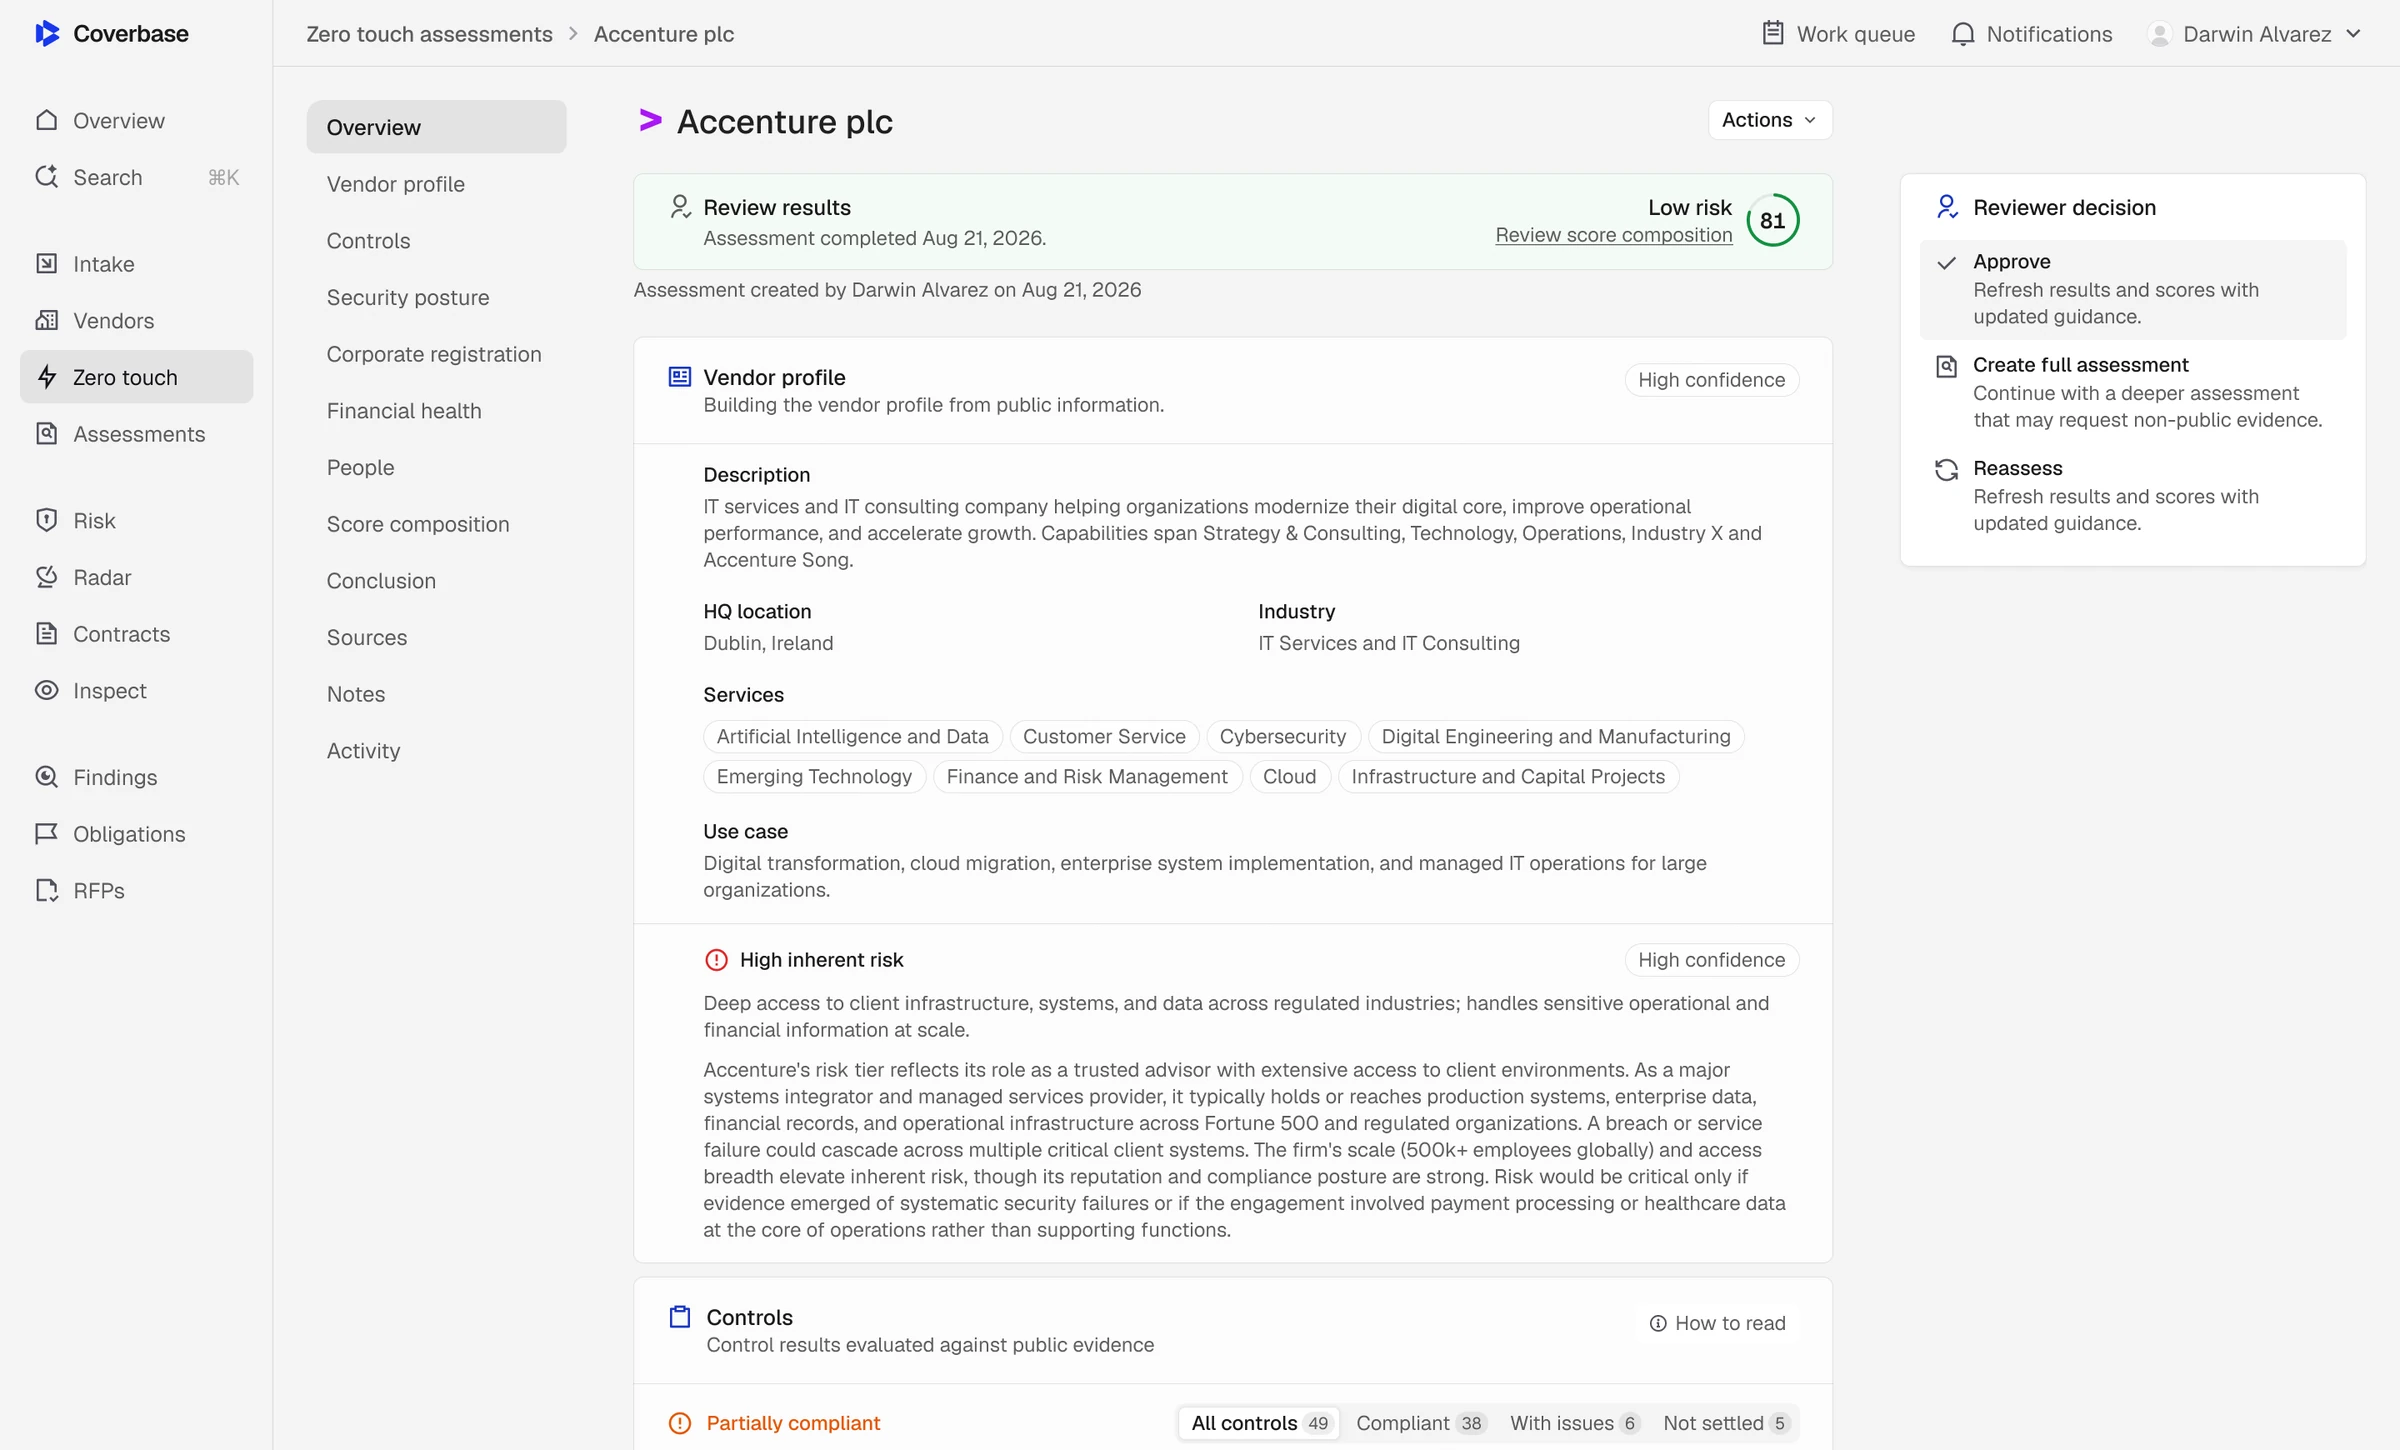 Coverbase
Zero touch assessments
Accenture plc
Work queue
Notifications
Darwin Alvarez
Overview
Search
⌘K
Intake
Vendors
Zero touch
Assessments
Risk
Radar
Contracts
Inspect
Findings
Obligations
RFPs
Overview
Vendor profile
Controls
Security posture
Corporate registration
Financial health
People
Score composition
Conclusion
Sources
Notes
Activity
Accenture plc
Actions
Review results
Assessment completed Aug 21, 2026.
Low risk
Review score composition
81
Assessment created by Darwin Alvarez on Aug 21, 2026
Vendor profile
Building the vendor profile from public information.
High confidence
Description
IT services and IT consulting company helping organizations modernize their digital core, improve operational
performance, and accelerate growth. Capabilities span Strategy & Consulting, Technology, Operations, Industry X and
Accenture Song.
HQ location
Dublin, Ireland
Industry
IT Services and IT Consulting
Services
Artificial Intelligence and Data
Customer Service
Cybersecurity
Digital Engineering and Manufacturing
Emerging Technology
Finance and Risk Management
Cloud
Infrastructure and Capital Projects
Use case
Digital transformation, cloud migration, enterprise system implementation, and managed IT operations for large
organizations.
High inherent risk
High confidence
Deep access to client infrastructure, systems, and data across regulated industries; handles sensitive operational and
financial information at scale.
Accenture's risk tier reflects its role as a trusted advisor with extensive access to client environments. As a major
systems integrator and managed services provider, it typically holds or reaches production systems, enterprise data,
financial records, and operational infrastructure across Fortune 500 and regulated organizations. A breach or service
failure could cascade across multiple critical client systems. The firm's scale (500k+ employees globally) and access
breadth elevate inherent risk, though its reputation and compliance posture are strong. Risk would be critical only if
evidence emerged of systematic security failures or if the engagement involved payment processing or healthcare data
at the core of operations rather than supporting functions.
Controls
Control results evaluated against public evidence
How to read
Partially compliant
All controls 49
Compliant 38
With issues 6
Not settled 5
Reviewer decision
Approve
Refresh results and scores with
updated guidance.
Create full assessment
Continue with a deeper assessment
that may request non-public evidence.
Reassess
Refresh results and scores with
updated guidance.